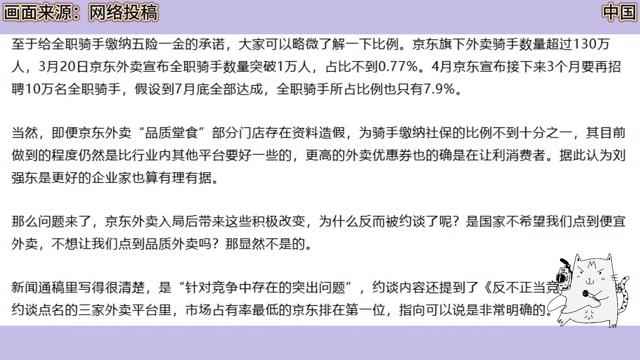 画面来源：网络投稿
中国
至于给全职骑手缴纳五险一金的承诺，大家可以略微了解一下比例。京东旗下外卖骑手数量超过130万
人，3月20日京东外卖宣布全职骑手数量突破1万人，占比不到0.77%。4月京东宣布接下来3个月要再招
聘10万名全职骑手，假设到7月底全部达成，全职骑手所占比例也只有7.9%。
当然，即便京东外卖“品质堂食”部分门店存在资料造假，为骑手缴纳社保的比例不到十分之一，其目前
做到的程度仍然是比行业内其他平台要好一些的，更高的外卖优惠券也的确是在让利消费者。据此认为刘
强东是更好的企业家也算有理有据。
那么问题来了，京东外卖入局后带来这些积极改变，为什么反而被约谈了呢？是国家不希望我们点到便宜
外卖，不想让我们点到品质外卖吗？那显然不是的。
新闻通稿里写得很清楚，是“针对竞争中存在的突出问题”，约谈内容还提到了《反不正当竞
约谈点名的三家外卖平台里，市场占有率最低的京东排在第一位，指向可以说是非常明确的。